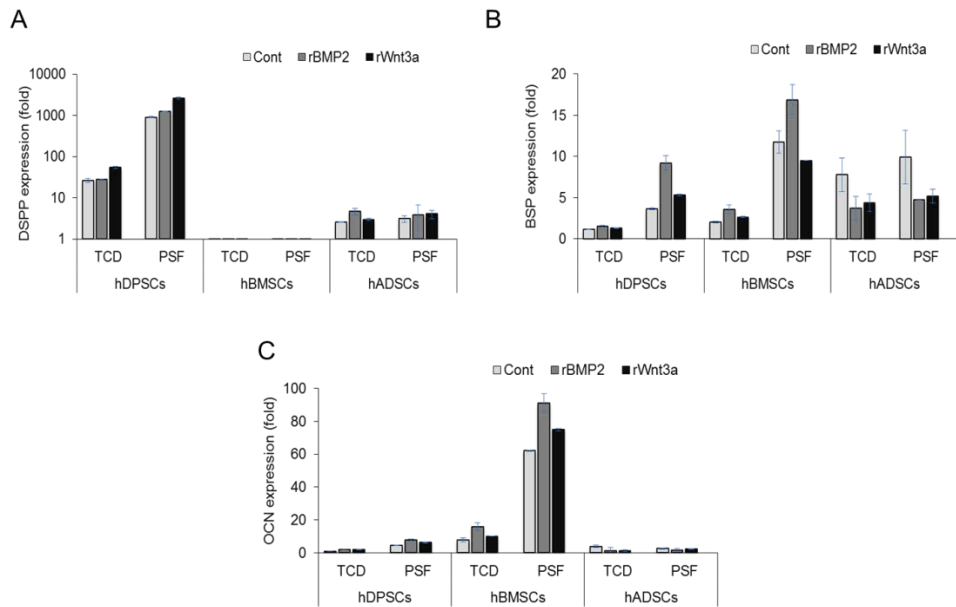 A
Cont rBMP2 rWnt3a
DSPP expression (fold)
10000
1000
100
10
1
TCD PSF TCD PSF TCD PSF
hDPSCs hBMSCs hADSCs
B
Cont rBMP2 rWnt3a
BSP expression (fold)
20
15
10
5
0
TCD PSF TCD PSF TCD PSF
hDPSCs hBMSCs hADSCs
C
Cont rBMP2 rWnt3a
OCN expression (fold)
100
80
60
40
20
0
TCD PSF TCD PSF TCD PSF
hDPSCs hBMSCs hADSCs